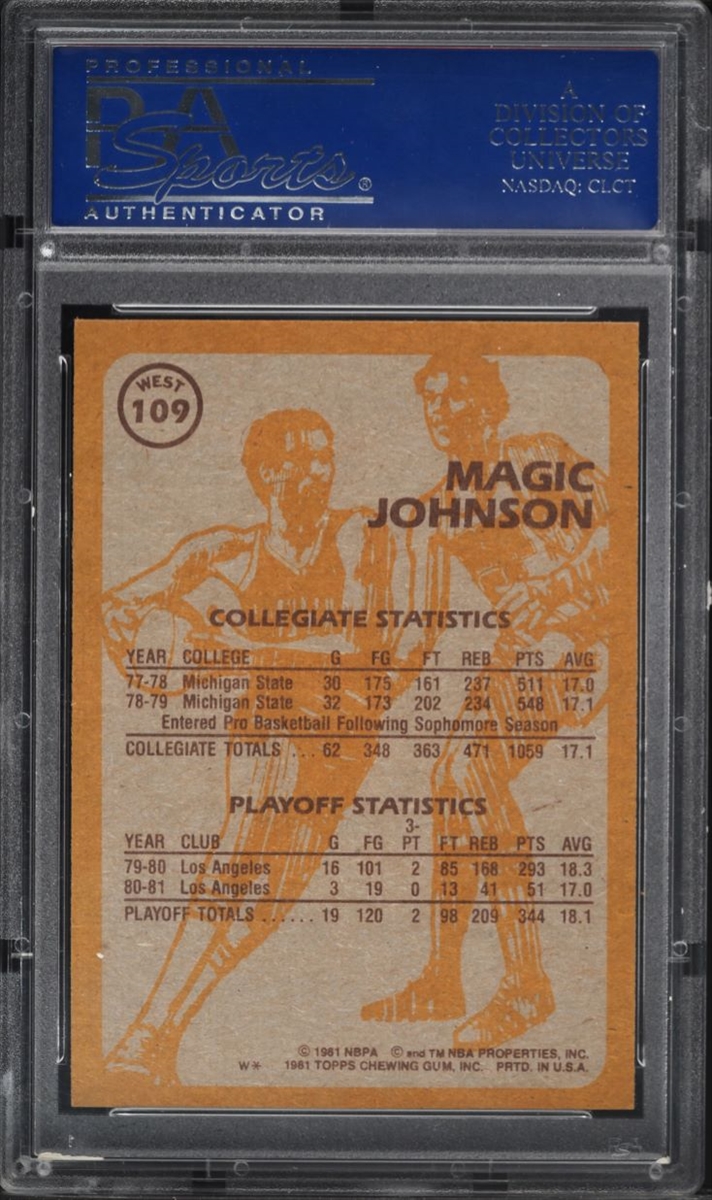 PROFESSIONAL
PSA
Sports®
AUTHENTICATOR
A
DIVISION OF
COLLECTORS
UNIVERSE
NASDAQ: CLCT
WEST
109
MAGIC
JOHNSON
COLLEGIATE STATISTICS
YEAR COLLEGE G FG FT REB PTS AVG
77-78 Michigan State 30 175 161 237 511 17.0
78-79 Michigan State 32 173 202 234 548 17.1
Entered Pro Basketball Following Sophomore Season
COLLEGIATE TOTALS ... 62 348 363 471 1059 17.1
PLAYOFF STATISTICS
YEAR CLUB G FG 3-PT FT REB PTS AVG
79-80 Los Angeles 16 101 2 85 168 293 18.3
80-81 Los Angeles 3 19 0 13 41 51 17.0
PLAYOFF TOTALS ...... 19 120 2 98 209 344 18.1
© 1981 NBPA © and TM NBA PROPERTIES, INC.
W* 1981 TOPPS CHEWING GUM, INC. PRTD. IN U.S.A.